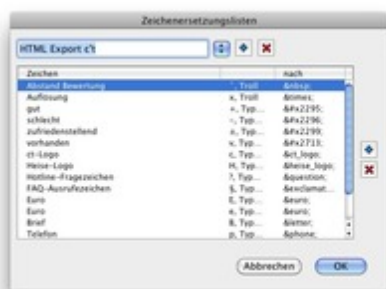 Zeichenersetzungslisten
HTML Export c't
Zeichen nach
Abstand Bewertung `, Troll &nbsp;
Auflösung x, Troll &times;
gut +, Typ... &#x2295;
schlecht -, Typ... &#x2296;
zufriedenstellend Typ... &#x2299;
vorhanden v, Typ... &#x2713;
ct-Logo c, Typ... &ct_logo;
Heise-Logo H, Typ... &heise_logo;
Hotline-Fragezeichen ?, Typ... &question;
FAQ-Ausrufezeichen §, Typ... &exclamat...
Euro E, Typ... &euro;
Euro e, Typ... &euro;
Brief B, Typ... &letter;
Telefon p, Typ... &phone;
Abbrechen OK